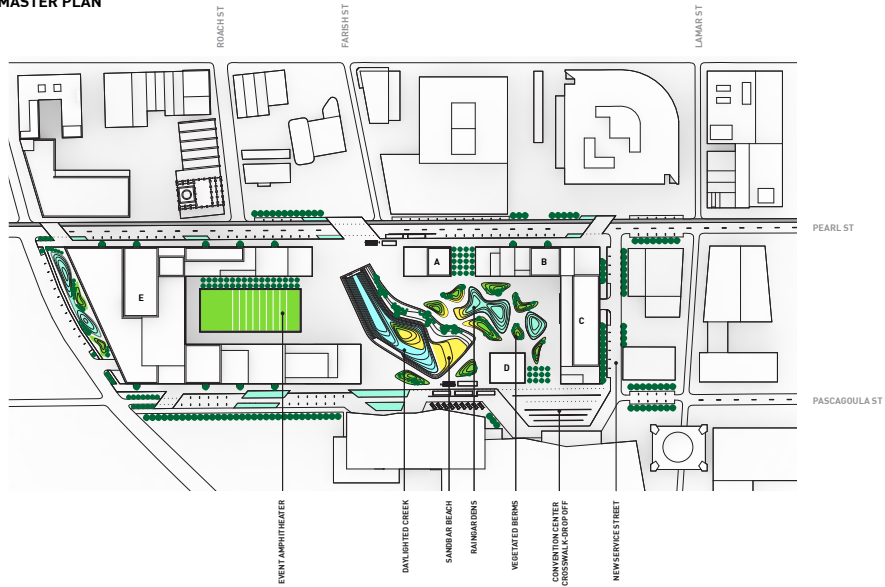 MASTER PLAN
ROACH ST
FARISH ST
LAMAR ST
PEARL ST
A
B
E
C
D
PASCAGOULA ST
EVENT AMPHITHEATER
DAYLIGHTED CREEK
SANDBAR BEACH
RAINGARDENS
VEGETATED BERMS
CONVENTION CENTER
CROSSWALK-DROP OFF
NEW SERVICE STREET